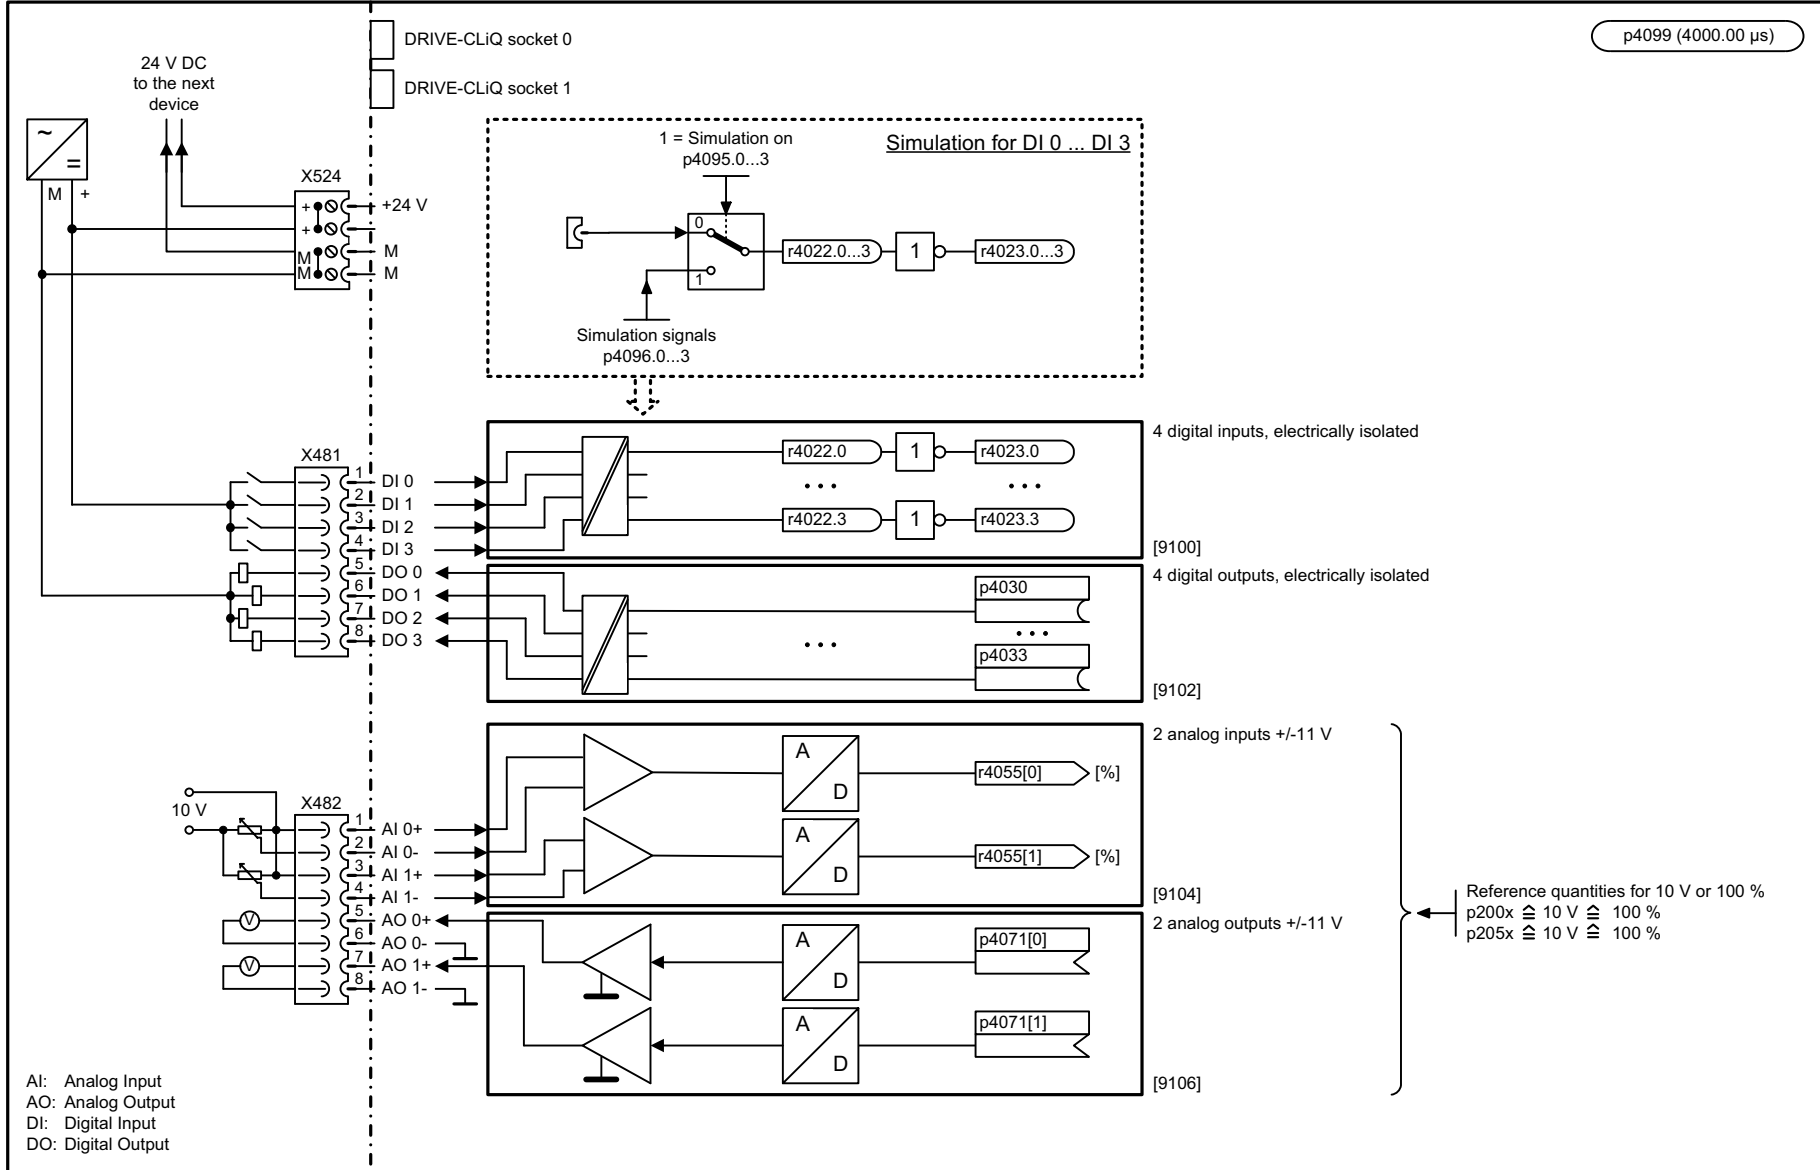 DRIVE-CLiQ socket 0
p4099 (4000.00 µs)
24 V DC
to the next
device
DRIVE-CLiQ socket 1
~
=
M +
X524
+ +24 V
+
M M
M M
1 = Simulation on
p4095.0...3
Simulation for DI 0 ... DI 3
0
1
r4022.0...3
1
r4023.0...3
Simulation signals
p4096.0...3
4 digital inputs, electrically isolated
X481
1 DI 0
2 DI 1
3 DI 2
4 DI 3
5 DO 0
6 DO 1
7 DO 2
8 DO 3
r4022.0
1
r4023.0
• • • • • •
r4022.3
1
r4023.3
[9100]
4 digital outputs, electrically isolated
p4030
• • • • • •
p4033
[9102]
2 analog inputs +/-11 V
10 V
X482
1 AI 0+
2 AI 0-
3 AI 1+
4 AI 1-
5 AO 0+
6 AO 0-
7 AO 1+
8 AO 1-
V
V
A
D
r4055[0] [%]
A
D
r4055[1] [%]
[9104]
Reference quantities for 10 V or 100 %
p200x ≙ 10 V ≙ 100 %
p205x ≙ 10 V ≙ 100 %
2 analog outputs +/-11 V
A
D
p4071[0]
A
D
p4071[1]
[9106]
AI: Analog Input
AO: Analog Output
DI: Digital Input
DO: Digital Output